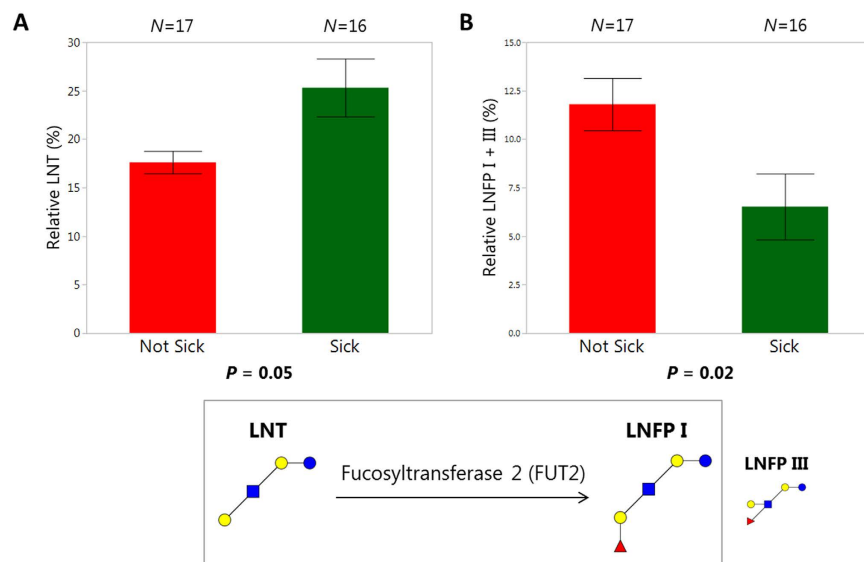 A
N=17
N=16
Relative LNT (%)
30
25
20
15
10
5
0
Not Sick
Sick
P = 0.05
B
N=17
N=16
Relative LNFP I + III (%)
15.0
12.5
10.0
7.5
5.0
2.5
0.0
Not Sick
Sick
P = 0.02
LNT
Fucosyltransferase 2 (FUT2)
LNFP I
LNFP III